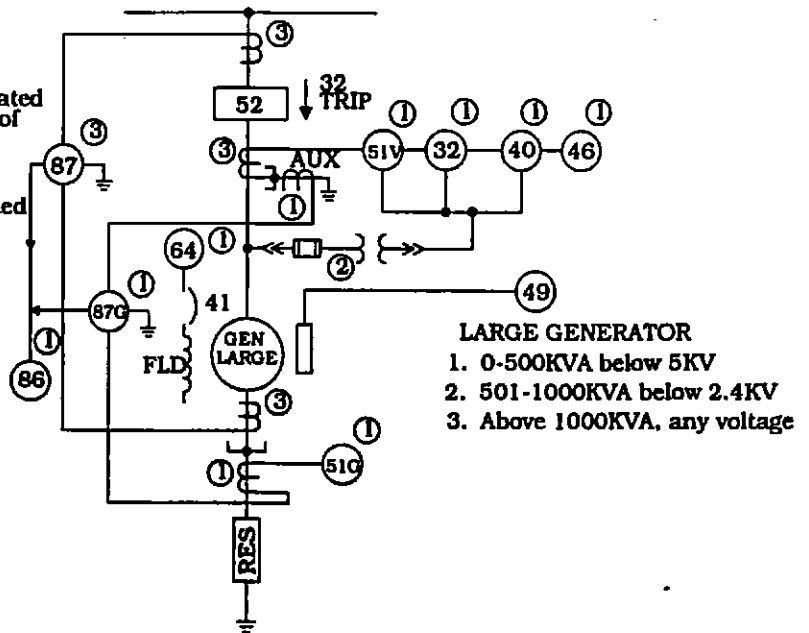 ③
ated
of
52
32
TRIP
① ① ① ①
③
87
③
51V 32 40 46
AUX
①
ed
64 ①
②
87G ①
41
49
GEN
LARGE
FLD
①
86
③
①
① 51G
RES
LARGE GENERATOR
1. 0-500KVA below 5KV
2. 501-1000KVA below 2.4KV
3. Above 1000KVA, any voltage